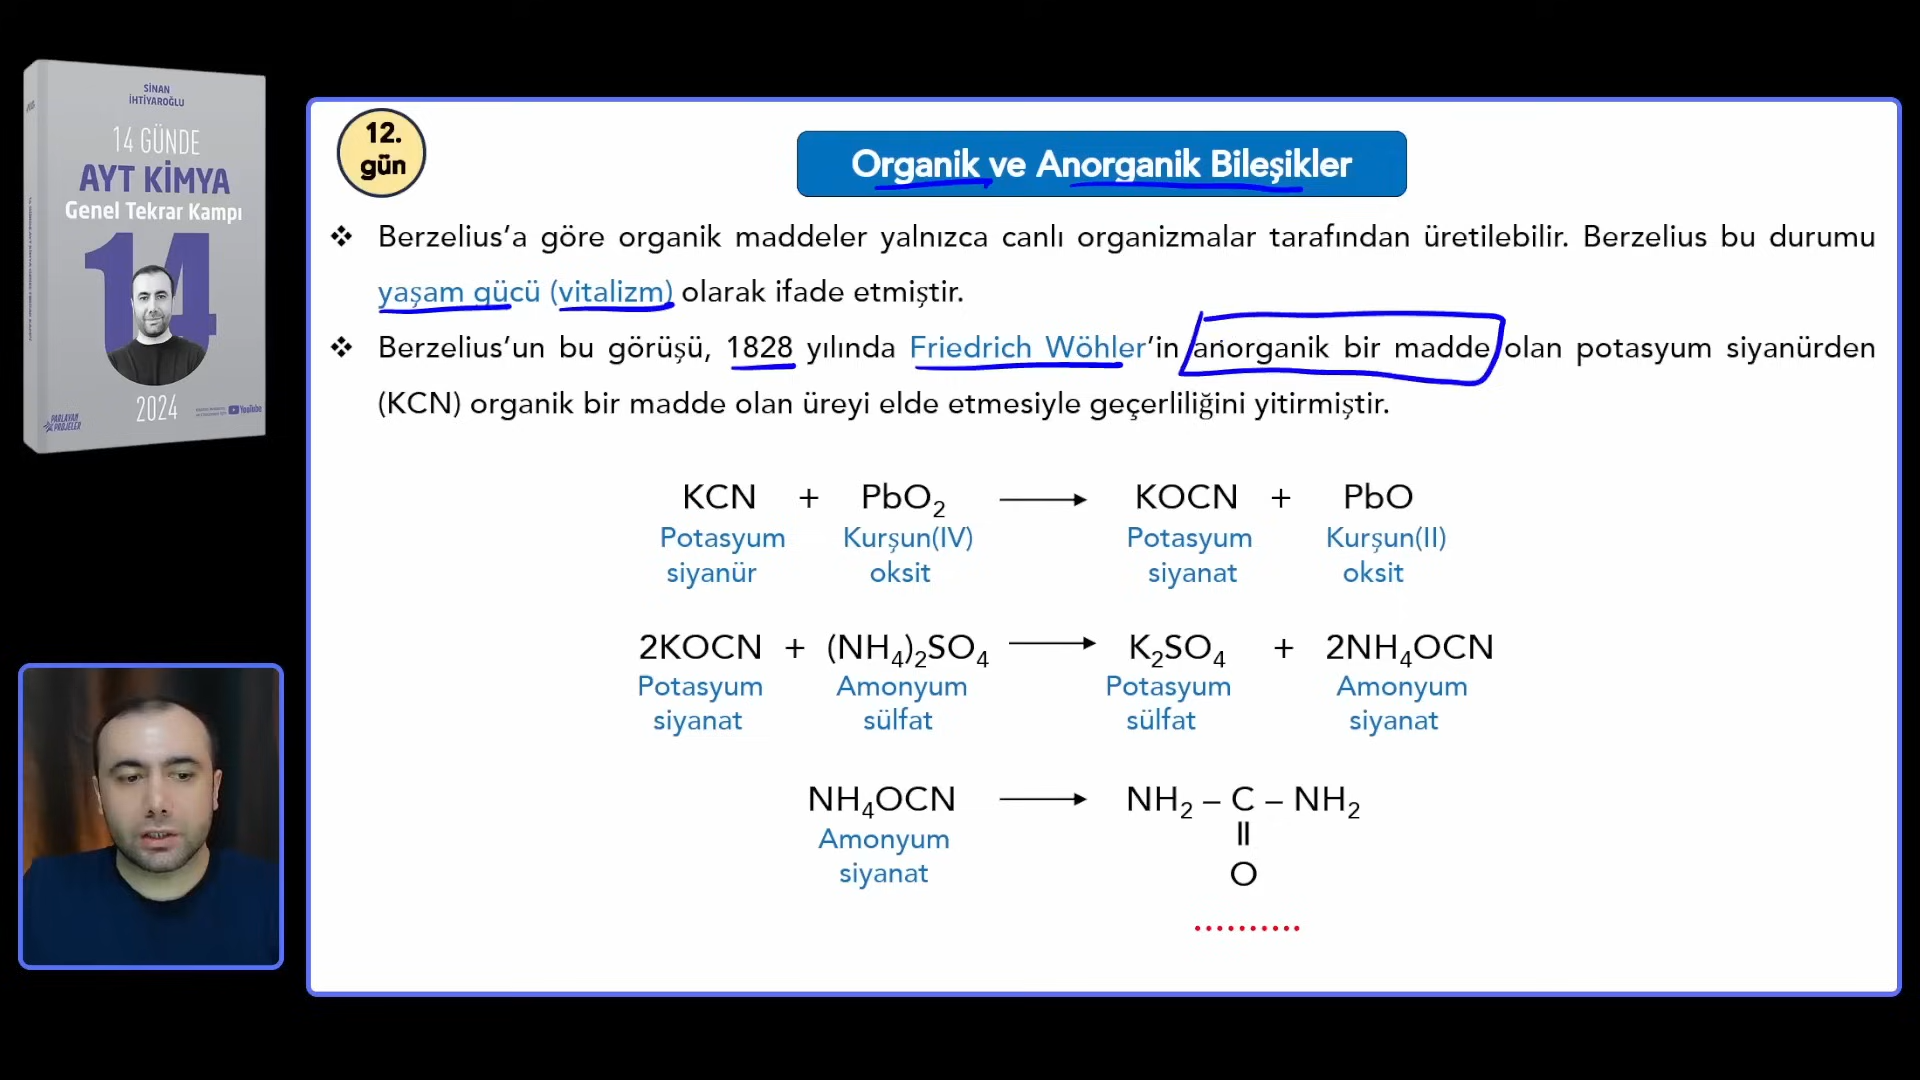 SİNAN
İHTİYAROĞLU
14 GÜNDE
AYT KİMYA
Genel Tekrar Kampı
14
2024
PARLAYAN
PROJELER
YouTube
12.
gün
Organik ve Anorganik Bileşikler
❖ Berzelius’a göre organik maddeler yalnızca canlı organizmalar tarafından üretilebilir. Berzelius bu durumu
yaşam gücü (vitalizm) olarak ifade etmiştir.
❖ Berzelius’un bu görüşü, 1828 yılında Friedrich Wöhler’in anorganik bir madde olan potasyum siyanürden
(KCN) organik bir madde olan üreyi elde etmesiyle geçerliliğini yitirmiştir.
KCN + PbO₂ → KOCN + PbO
Potasyum Kurşun(IV) Potasyum Kurşun(II)
siyanür oksit siyanat oksit
2KOCN + (NH₄)₂SO₄ → K₂SO₄ + 2NH₄OCN
Potasyum Amonyum Potasyum Amonyum
siyanat sülfat sülfat siyanat
NH₄OCN → NH₂ – C – NH₂
Amonyum ॥
siyanat O
..........